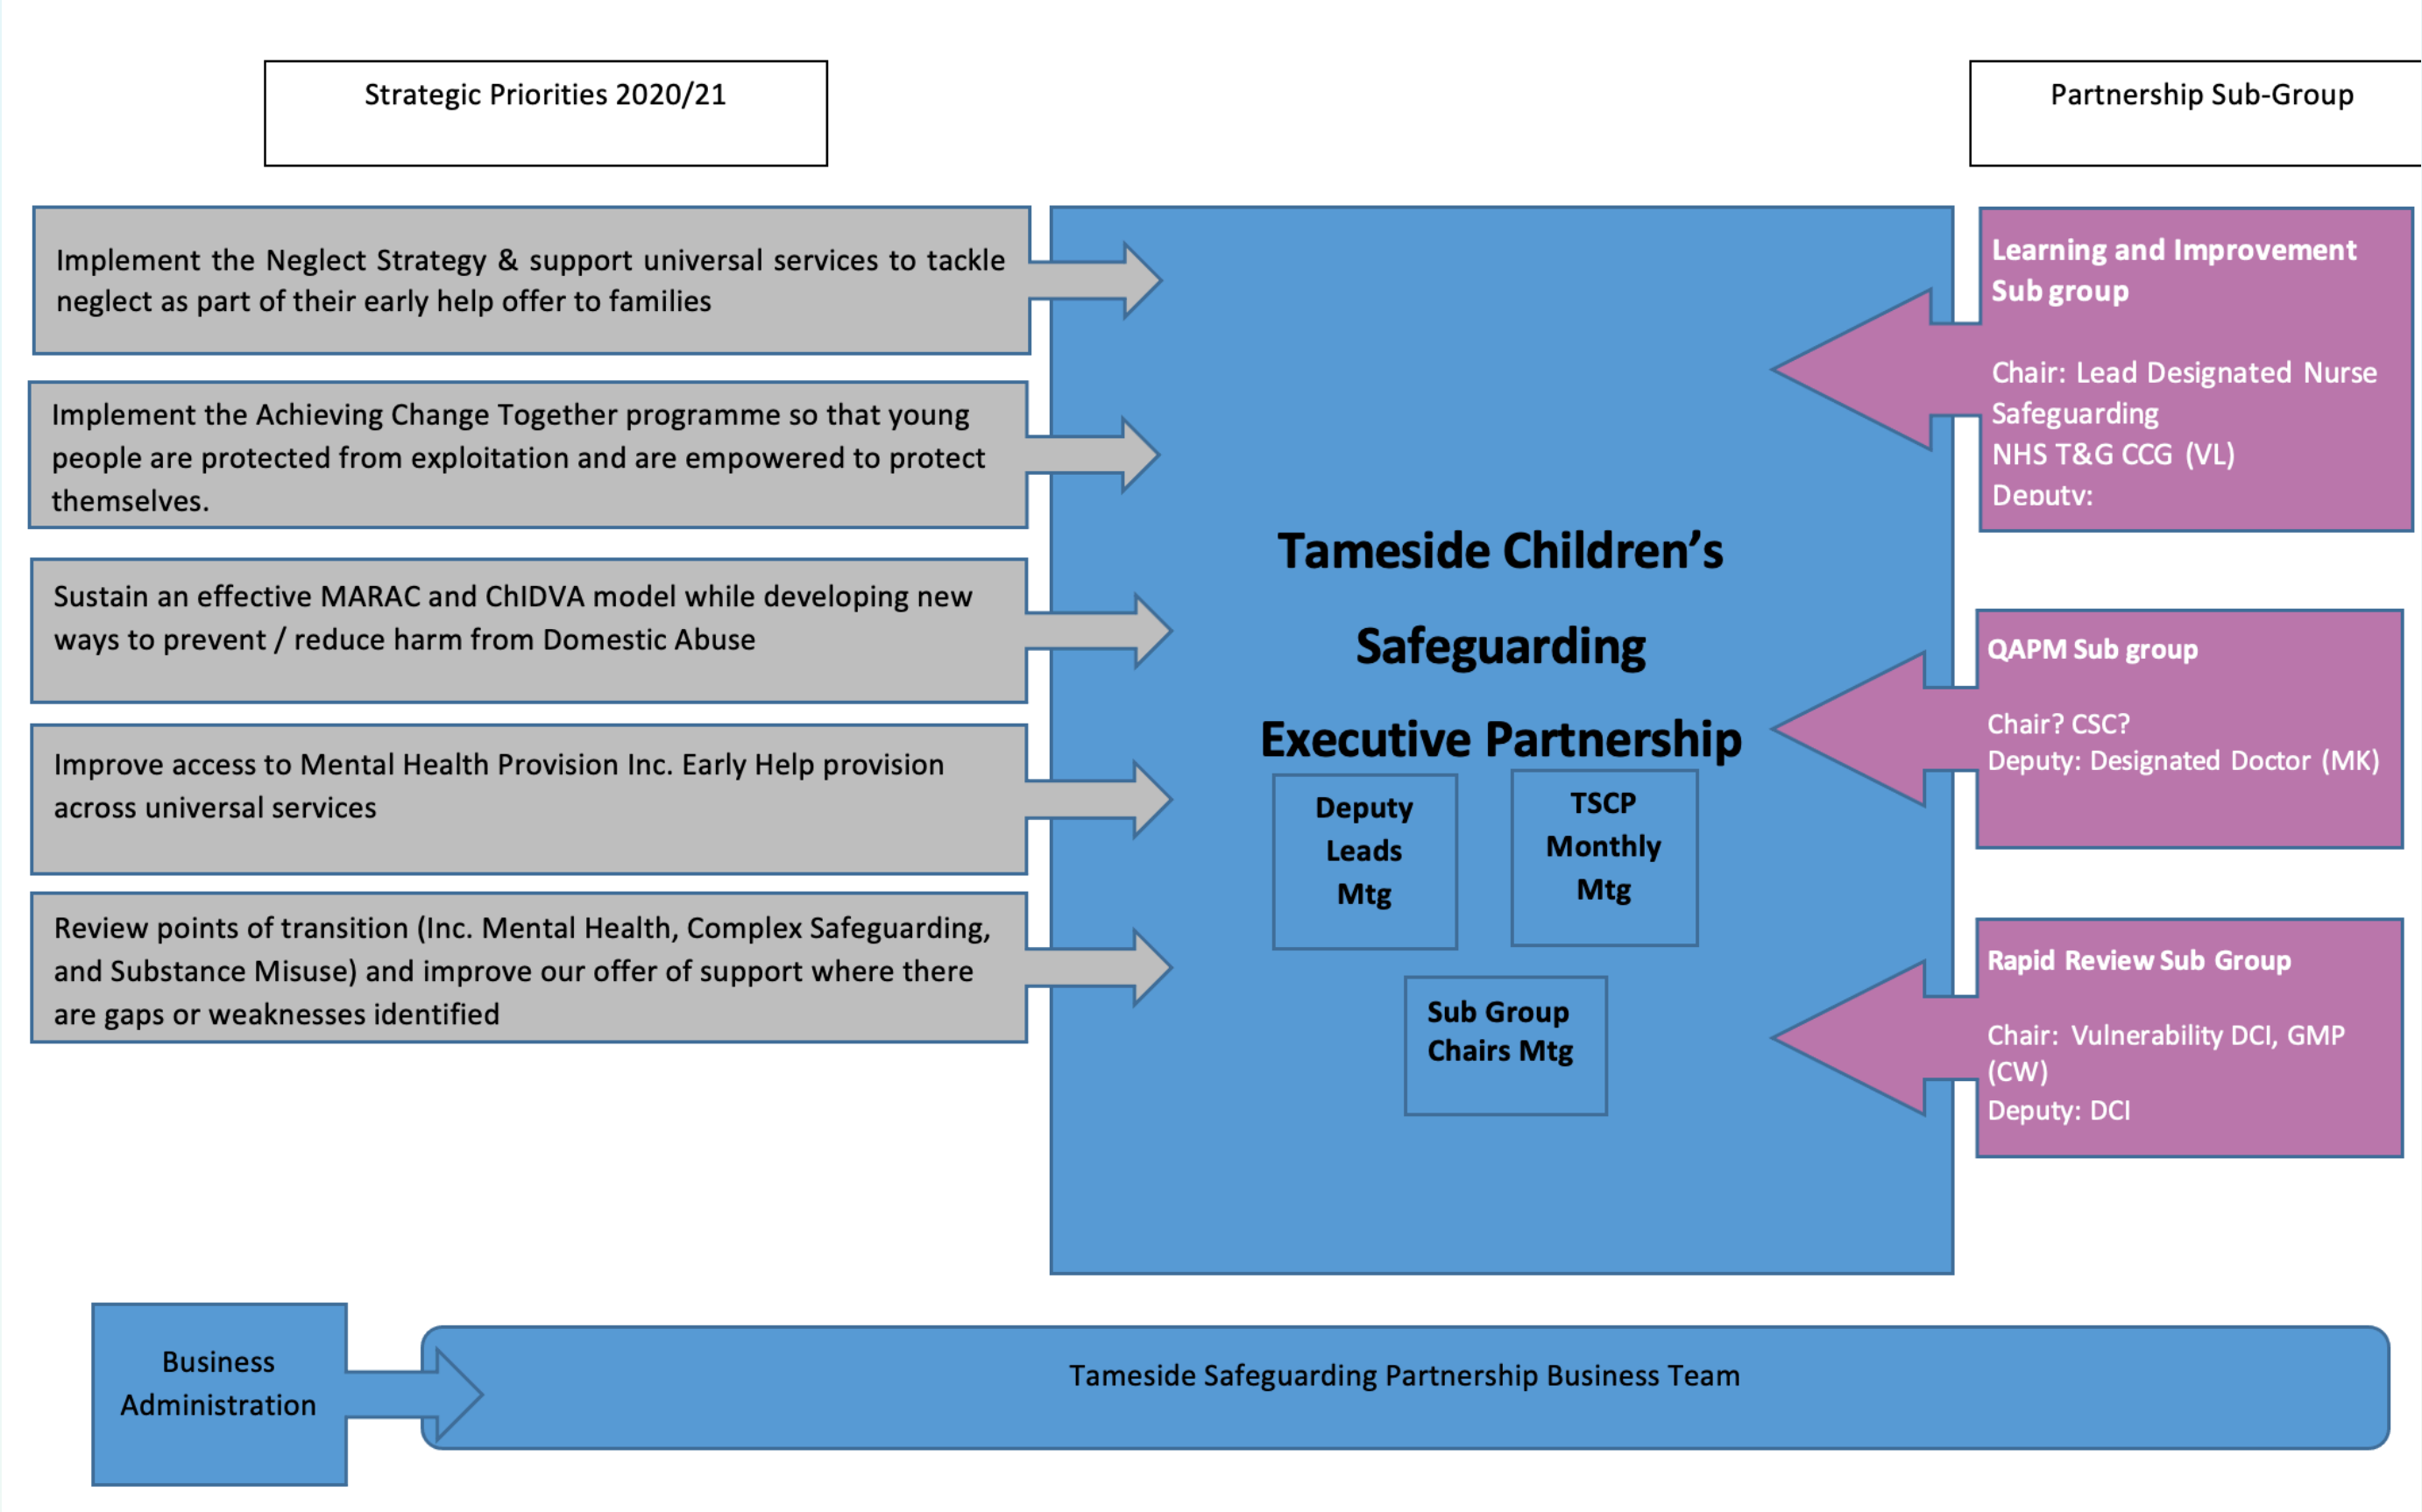 Strategic Priorities 2020/21
Partnership Sub-Group
Implement the Neglect Strategy & support universal services to tackle
neglect as part of their early help offer to families
Implement the Achieving Change Together programme so that young
people are protected from exploitation and are empowered to protect
themselves.
Sustain an effective MARAC and ChIDVA model while developing new
ways to prevent / reduce harm from Domestic Abuse
Improve access to Mental Health Provision Inc. Early Help provision
across universal services
Review points of transition (Inc. Mental Health, Complex Safeguarding,
and Substance Misuse) and improve our offer of support where there
are gaps or weaknesses identified
Tameside Children’s
Safeguarding
Executive Partnership
Deputy
Leads
Mtg
TSCP
Monthly
Mtg
Sub Group
Chairs Mtg
Learning and Improvement
Sub group
Chair: Lead Designated Nurse
Safeguarding
NHS T&G CCG (VL)
Deputy:
QAPM Sub group
Chair? CSC?
Deputy: Designated Doctor (MK)
Rapid Review Sub Group
Chair: Vulnerability DCI, GMP
(CW)
Deputy: DCI
Business
Administration
Tameside Safeguarding Partnership Business Team